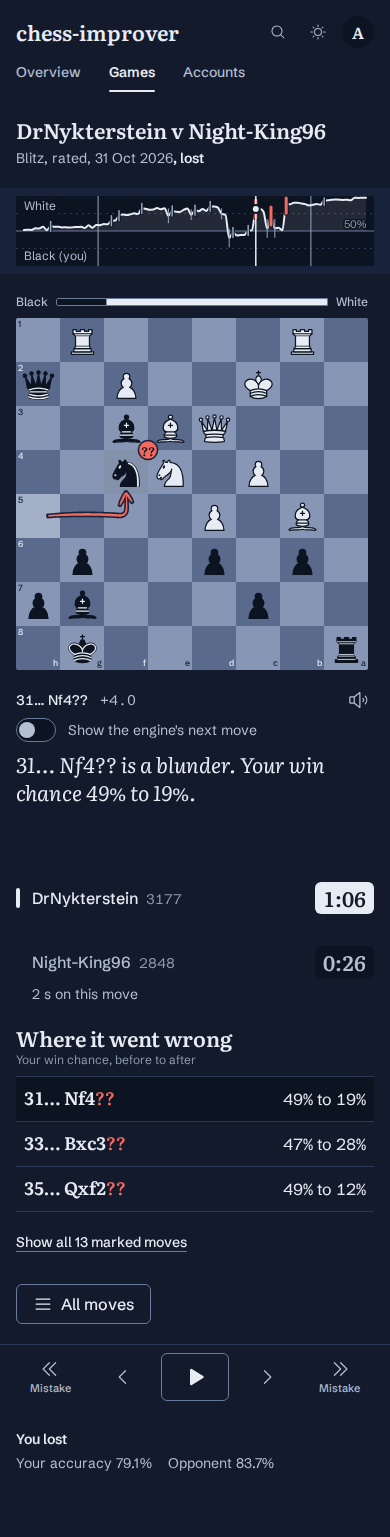 chess-improver
A
Overview Games Accounts
DrNykterstein v Night-King96
Blitz, rated, 31 Oct 2026, lost
White
50%
Black (you)
Black White
1
2
3
??
4
5
6
7
8 h g f e d c b a
31... Nf4?? +4.0
Show the engine's next move
31... Nf4?? is a blunder. Your win
chance 49% to 19%.
DrNykterstein 3177 1:06
Night-King96 2848 0:26
2 s on this move
Where it went wrong
Your win chance, before to after
31... Nf4?? 49% to 19%
33... Bxc3?? 47% to 28%
35... Qxf2?? 49% to 12%
Show all 13 marked moves
All moves
Mistake Mistake
You lost
Your accuracy 79.1% Opponent 83.7%